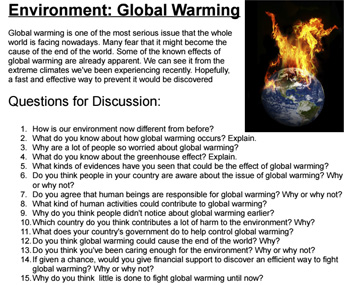 Environment: Global Warming
Global warming is one of the most serious issue that the whole
world is facing nowadays. Many fear that it might become the
cause of the end of the world. Some of the known effects of
global warming are already apparent. We can see it from the
extreme climates we've been experiencing recently. Hopefully,
a fast and effective way to prevent it would be discovered
Questions for Discussion:
1. How is our environment now different from before?
2. What do you know about how global warming occurs? Explain.
3. Why are a lot of people so worried about global warming?
4. What do you know about the greenhouse effect? Explain.
5. What kinds of evidences have you seen that could be the effect of global warming?
6. Do you think people in your country are aware about the issue of global warming? Why
or why not?
7. Do you agree that human beings are responsible for global warming? Why or why not?
8. What kind of human activities could contribute to global warming?
9. Why do you think people didn't notice about global warming earlier?
10. Which country do you think contributes a lot of harm to the environment? Why?
11. What does your country's government do to help control global warming?
12. Do you think global warming could cause the end of the world? Why?
13. Do you think you've been caring enough for the environment? Why or why not?
14. If given a chance, would you give financial support to discover an efficient way to fight
global warming? Why or why not?
15. Why do you think little is done to fight global warming until now?